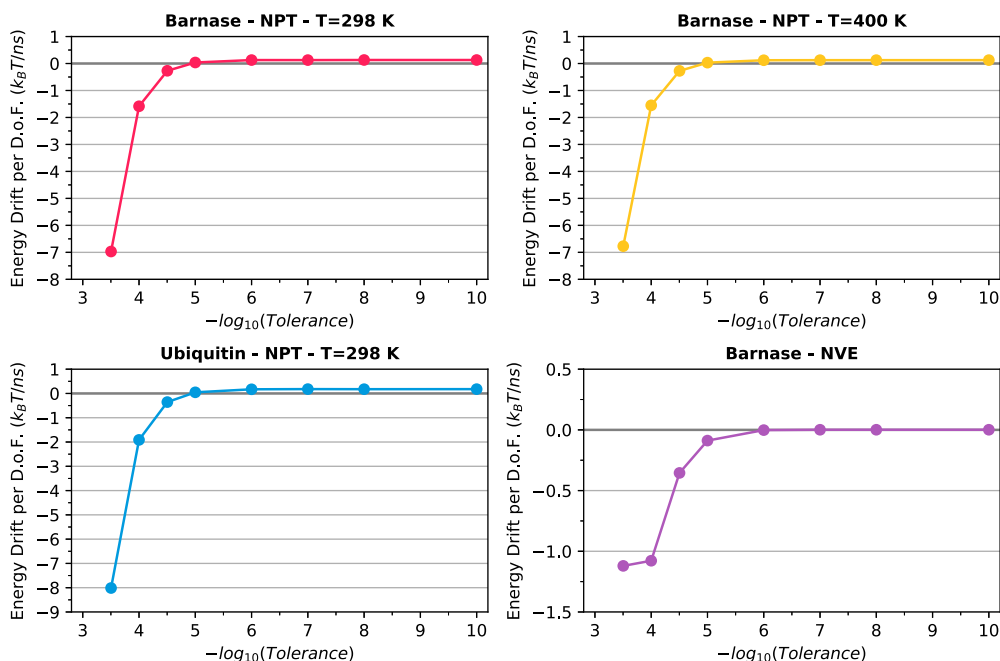 Barnase - NPT - T=298 K
Energy Drift per D.o.F. (k_BT/ns)
1
0
−1
−2
−3
−4
−5
−6
−7
−8
3 4 5 6 7 8 9 10
−log₁₀(Tolerance)
Barnase - NPT - T=400 K
Energy Drift per D.o.F. (k_BT/ns)
1
0
−1
−2
−3
−4
−5
−6
−7
−8
3 4 5 6 7 8 9 10
−log₁₀(Tolerance)
Ubiquitin - NPT - T=298 K
Energy Drift per D.o.F. (k_BT/ns)
1
0
−1
−2
−3
−4
−5
−6
−7
−8
−9
3 4 5 6 7 8 9 10
−log₁₀(Tolerance)
Barnase - NVE
Energy Drift per D.o.F. (k_BT/ns)
0.5
0.0
−0.5
−1.0
−1.5
3 4 5 6 7 8 9 10
−log₁₀(Tolerance)